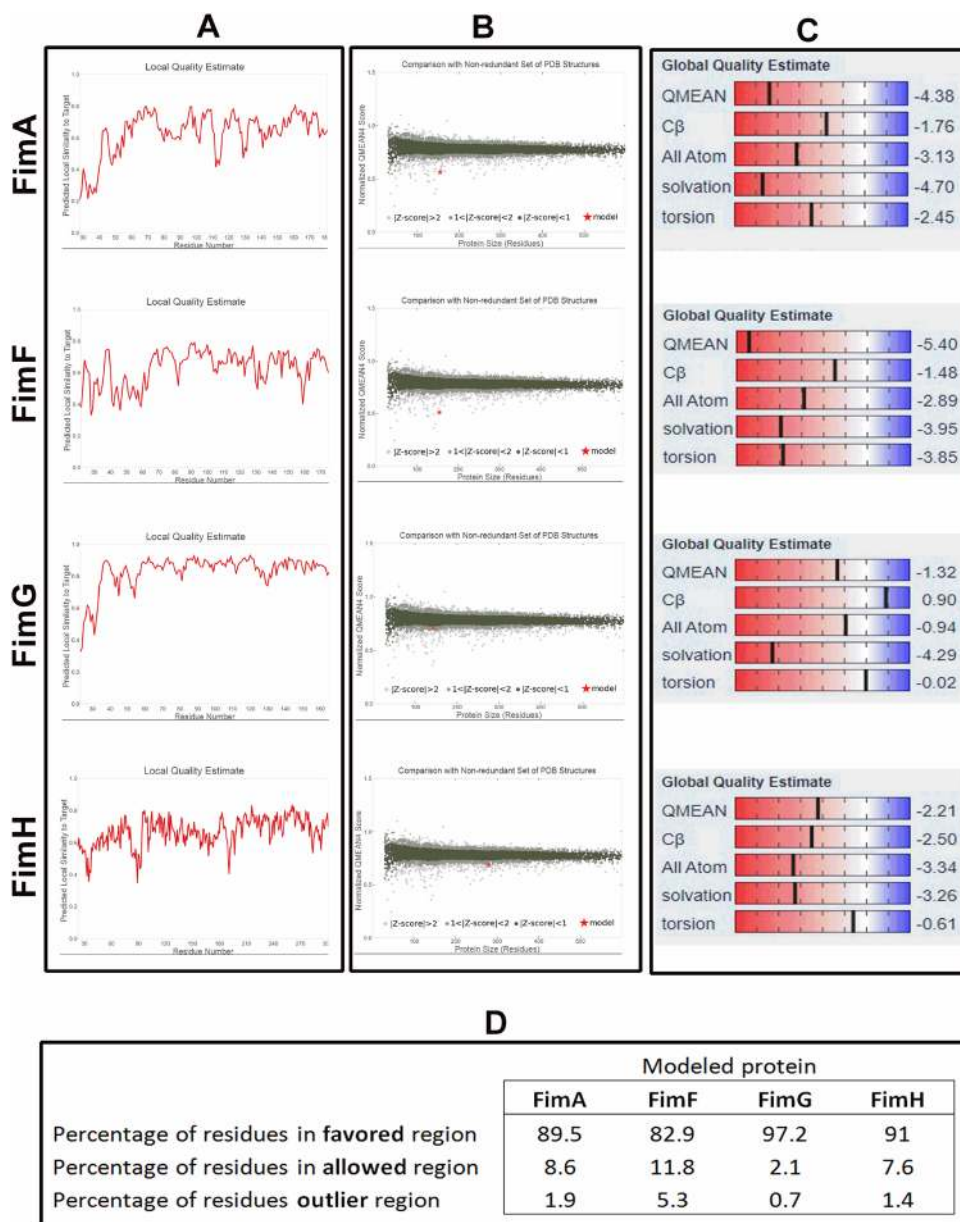 A
B
C
FimA
Local Quality Estimate
Predicted Local Similarity to Target
Residue Number
Comparison with Non-redundant Set of PDB Structures
Normalized QMEAN4 Score
|Z-score|>2 1<|Z-score|<2 |Z-score|<1 model
Protein Size (Residues)
Global Quality Estimate
QMEAN -4.38
Cβ -1.76
All Atom -3.13
solvation -4.70
torsion -2.45
FimF
Local Quality Estimate
Predicted Local Similarity to Target
Residue Number
Comparison with Non-redundant Set of PDB Structures
Normalized QMEAN4 Score
|Z-score|>2 1<|Z-score|<2 |Z-score|<1 model
Protein Size (Residues)
Global Quality Estimate
QMEAN -5.40
Cβ -1.48
All Atom -2.89
solvation -3.95
torsion -3.85
FimG
Local Quality Estimate
Predicted Local Similarity to Target
Residue Number
Comparison with Non-redundant Set of PDB Structures
Normalized QMEAN4 Score
|Z-score|>2 1<|Z-score|<2 |Z-score|<1 model
Protein Size (Residues)
Global Quality Estimate
QMEAN -1.32
Cβ 0.90
All Atom -0.94
solvation -4.29
torsion -0.02
FimH
Local Quality Estimate
Predicted Local Similarity to Target
Residue Number
Comparison with Non-redundant Set of PDB Structures
Normalized QMEAN4 Score
|Z-score|>2 1<|Z-score|<2 |Z-score|<1 model
Protein Size (Residues)
Global Quality Estimate
QMEAN -2.21
Cβ -2.50
All Atom -3.34
solvation -3.26
torsion -0.61
D
Modeled protein
FimA FimF FimG FimH
Percentage of residues in favored region 89.5 82.9 97.2 91
Percentage of residues in allowed region 8.6 11.8 2.1 7.6
Percentage of residues outlier region 1.9 5.3 0.7 1.4